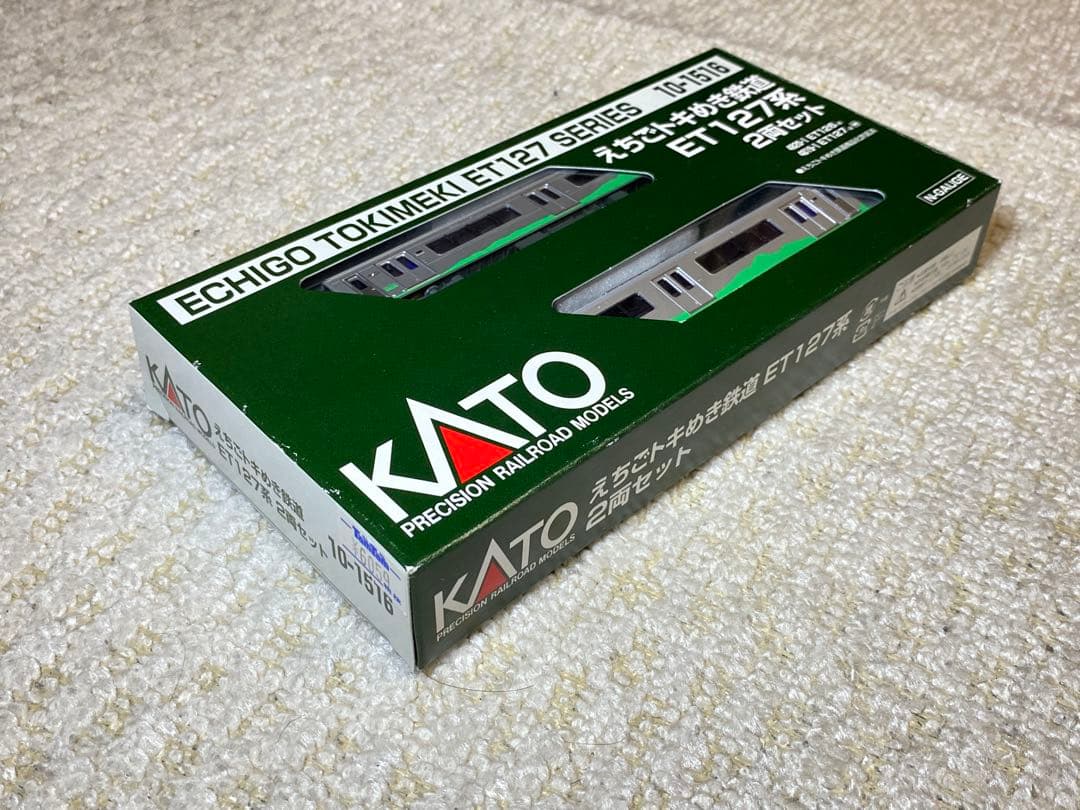 ECHIGO TOKIMEKI ET127 SERIES 10-1516
えちごトキめき鉄道
ET127系
2両セット
N-GAUGE
KATO
PRECISION RAILROAD MODELS
KATO
えちごトキめき鉄道
ET127系 2両セット
10-1516
¥6059
KATO
PRECISION RAILROAD MODELS
えちごトキめき鉄道 ET127系
2両セット